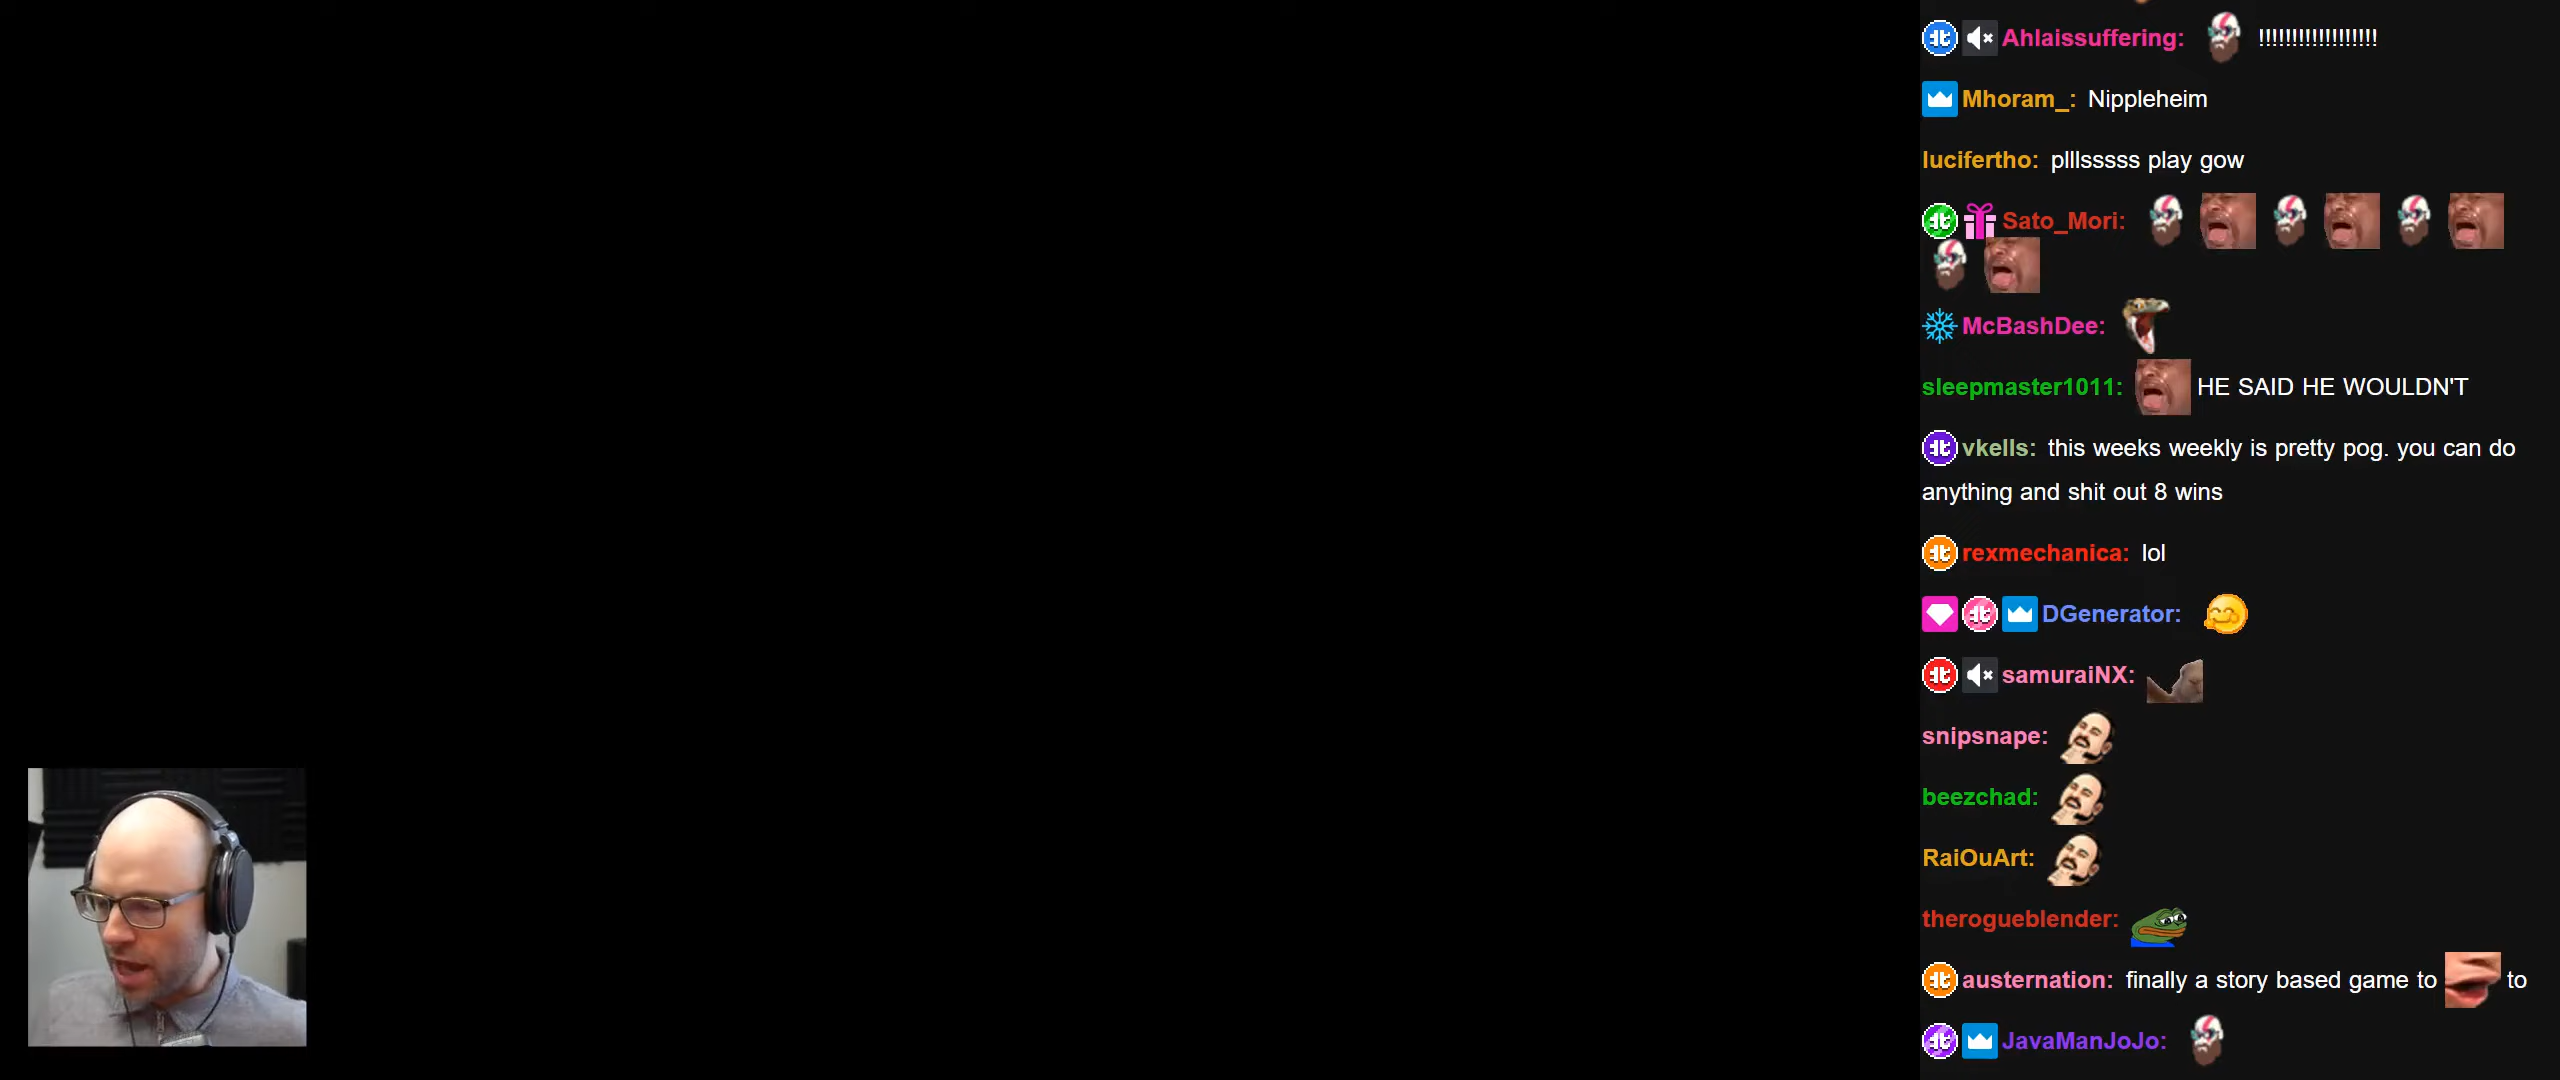 Ahlaissuffering: !!!!!!!!!!!!!!!!!!
Mhoram_: Nippleheim
lucifertho: plllsssss play gow
Sato_Mori:
McBashDee:
sleepmaster1011: HE SAID HE WOULDN'T
vkells: this weeks weekly is pretty pog. you can do
anything and shit out 8 wins
rexmechanica: lol
DGenerator:
samuraiNX:
snipsnape:
beezchad:
RaiOuArt:
therogueblender:
austernation: finally a story based game to to
JavaManJoJo: